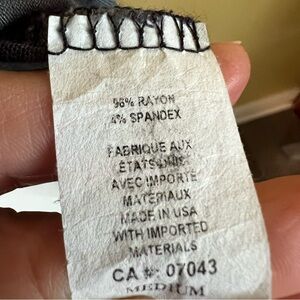 96% RAYON
4% SPANDEX
FABRIQUE AUX
ETATS-UNIS
AVEC IMPORTE
MATERIAUX
MADE IN USA
WITH IMPORTED
MATERIALS
CA #: 07043
MEDIUM